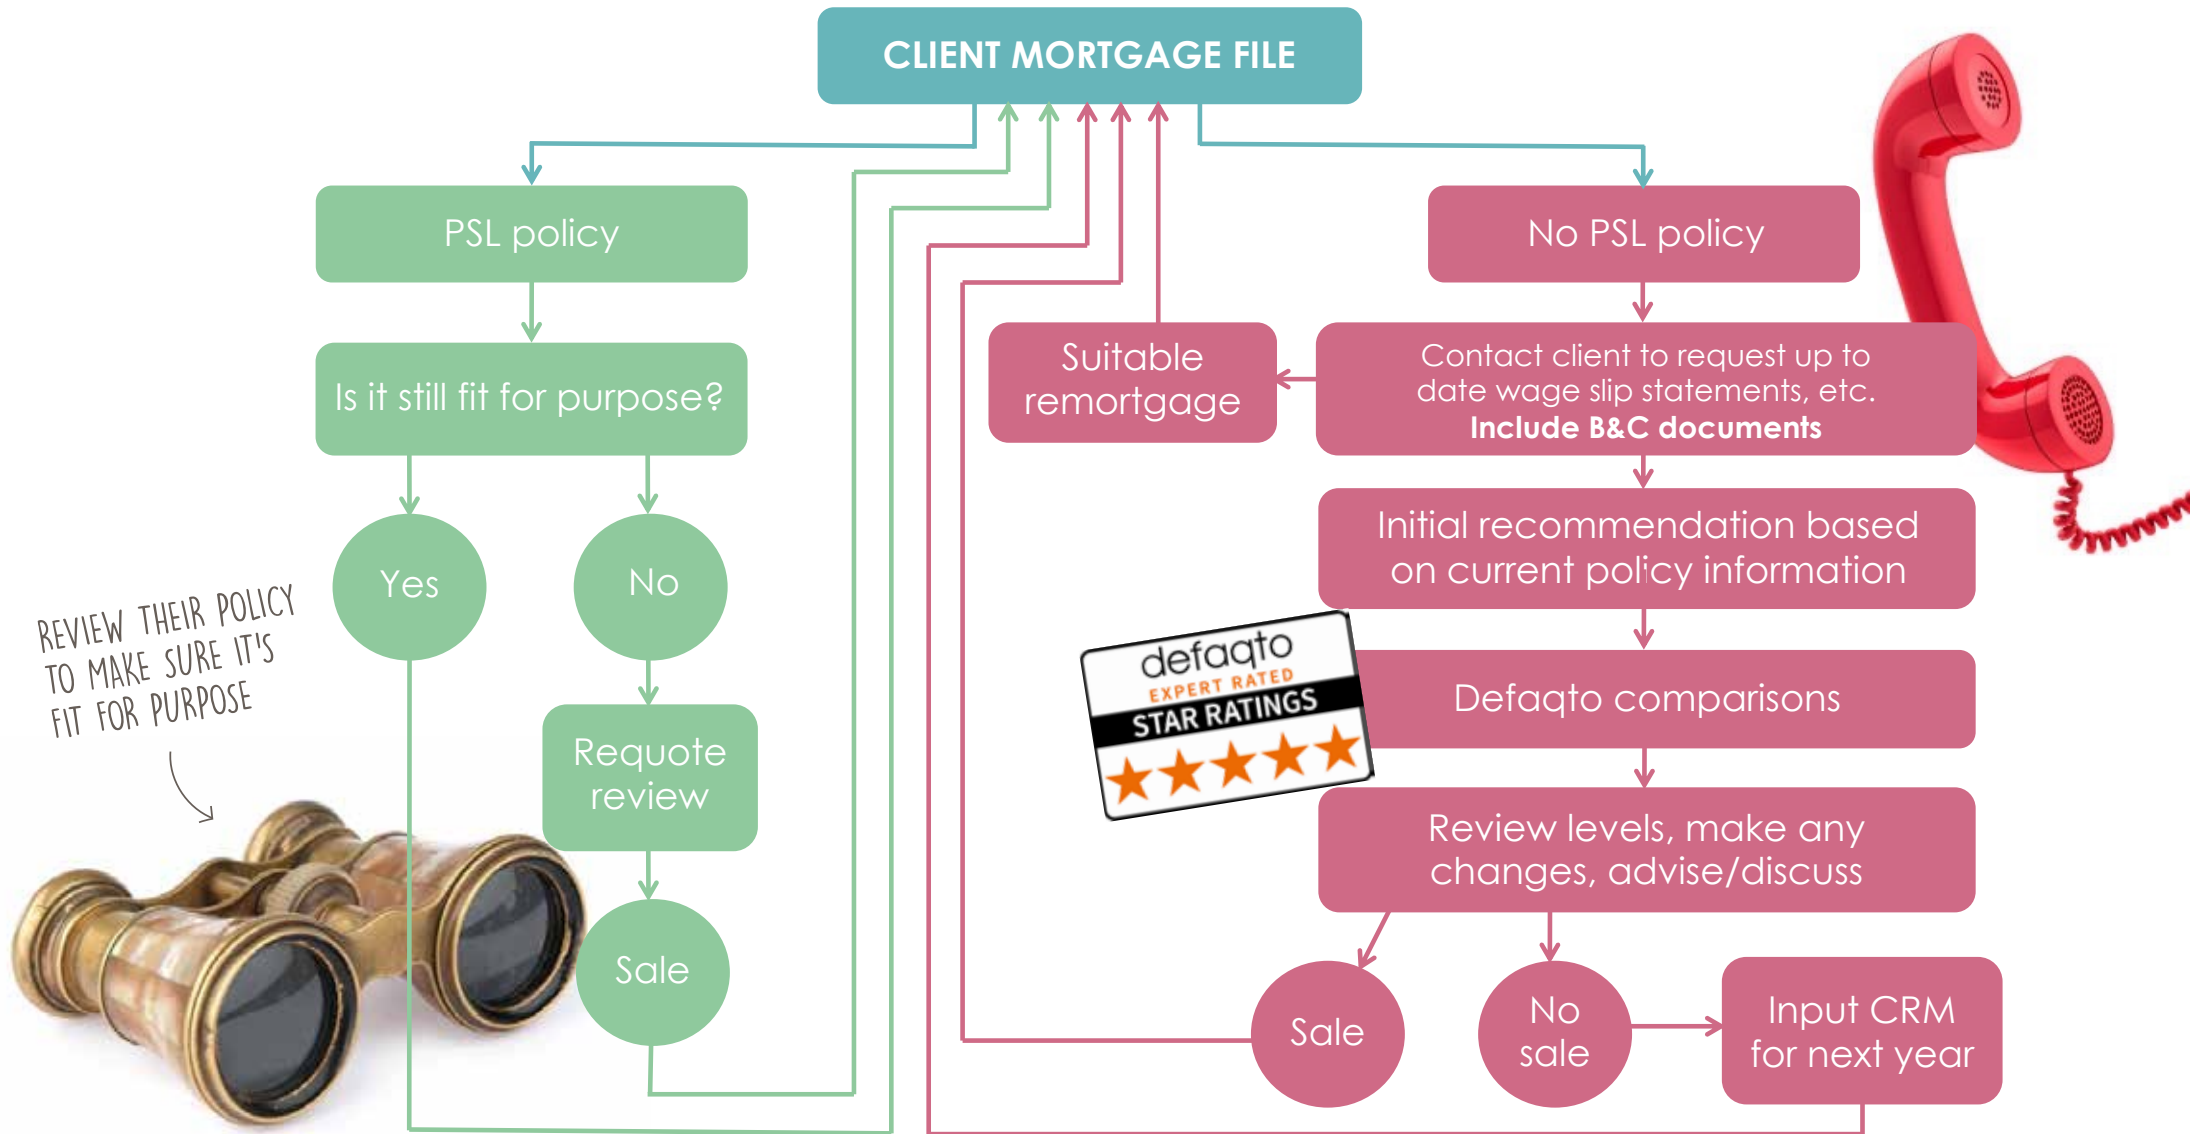 CLIENT MORTGAGE FILE
PSL policy
Is it still fit for purpose?
Yes
No
Requote
review
Sale
REVIEW THEIR POLICY
TO MAKE SURE IT'S
FIT FOR PURPOSE
No PSL policy
Suitable
remortgage
Contact client to request up to
date wage slip statements, etc.
Include B&C documents
Initial recommendation based
on current policy information
defaqto
EXPERT RATED
STAR RATINGS
Defaqto comparisons
Review levels, make any
changes, advise/discuss
Sale
No
sale
Input CRM
for next year